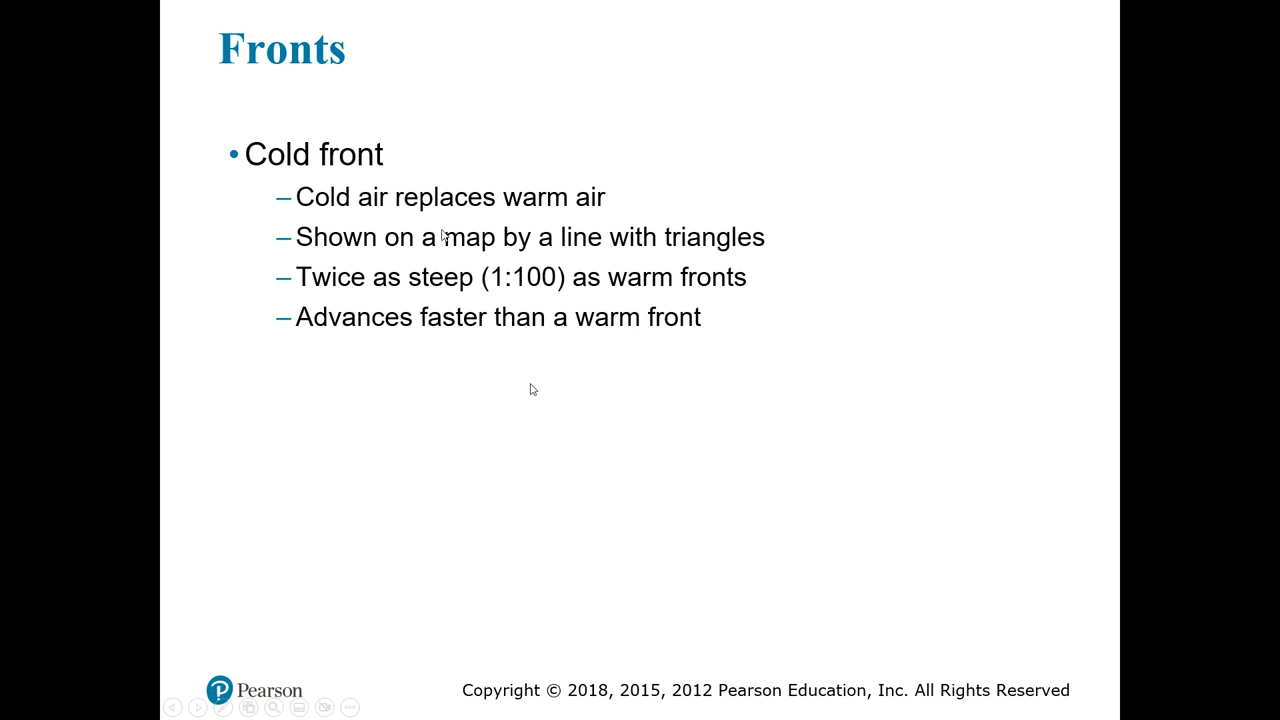 Fronts
• Cold front
– Cold air replaces warm air
– Shown on a map by a line with triangles
– Twice as steep (1:100) as warm fronts
– Advances faster than a warm front
Pearson
Copyright © 2018, 2015, 2012 Pearson Education, Inc. All Rights Reserved